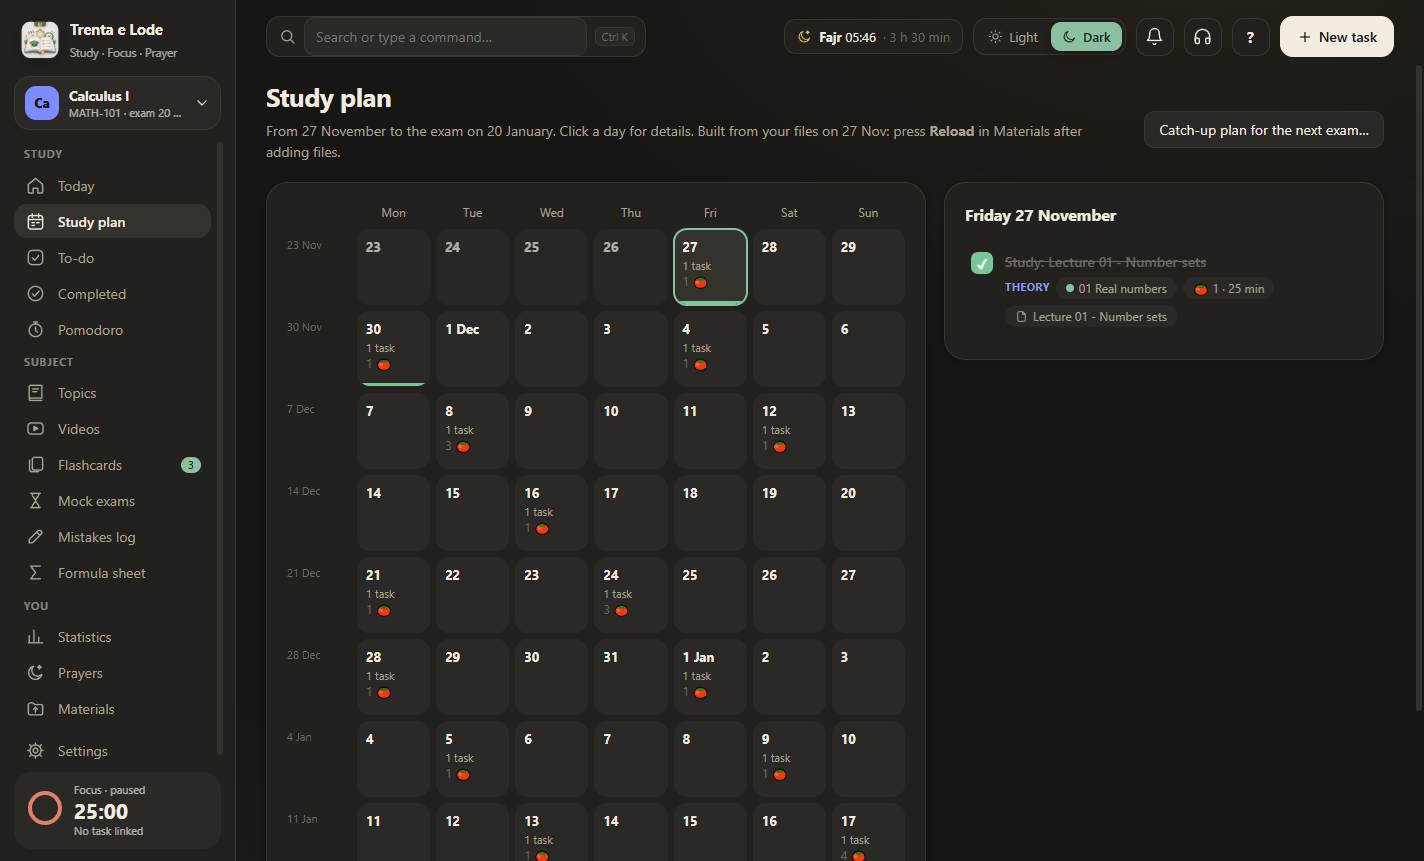 Trenta e Lode
Study · Focus · Prayer
Ca
Calculus I
MATH-101 · exam 20 ...
STUDY
Today
Study plan
To-do
Completed
Pomodoro
SUBJECT
Topics
Videos
Flashcards 3
Mock exams
Mistakes log
Formula sheet
YOU
Statistics
Prayers
Materials
Settings
Focus · paused
25:00
No task linked
Search or type a command... Ctrl K
Fajr 05:46 · 3 h 30 min
Light Dark
?
+ New task
Study plan
From 27 November to the exam on 20 January. Click a day for details. Built from your files on 27 Nov: press Reload in Materials after
adding files.
Catch-up plan for the next exam...
Mon Tue Wed Thu Fri Sat Sun
23 Nov 23 24 25 26 27 28 29
1 task
1
30 Nov 30 1 Dec 2 3 4 5 6
1 task 1 task
1 1
7 Dec 7 8 9 10 11 12 13
1 task 1 task
3 1
14 Dec 14 15 16 17 18 19 20
1 task
1
21 Dec 21 22 23 24 25 26 27
1 task 1 task
1 3
28 Dec 28 29 30 31 1 Jan 2 3
1 task 1 task
1 1
4 Jan 4 5 6 7 8 9 10
1 task 1 task
1 1
11 Jan 11 12 13 14 15 16 17
1 task 1 task
1 4
Friday 27 November
Study: Lecture 01 - Number sets
THEORY 01 Real numbers 1 · 25 min
Lecture 01 - Number sets